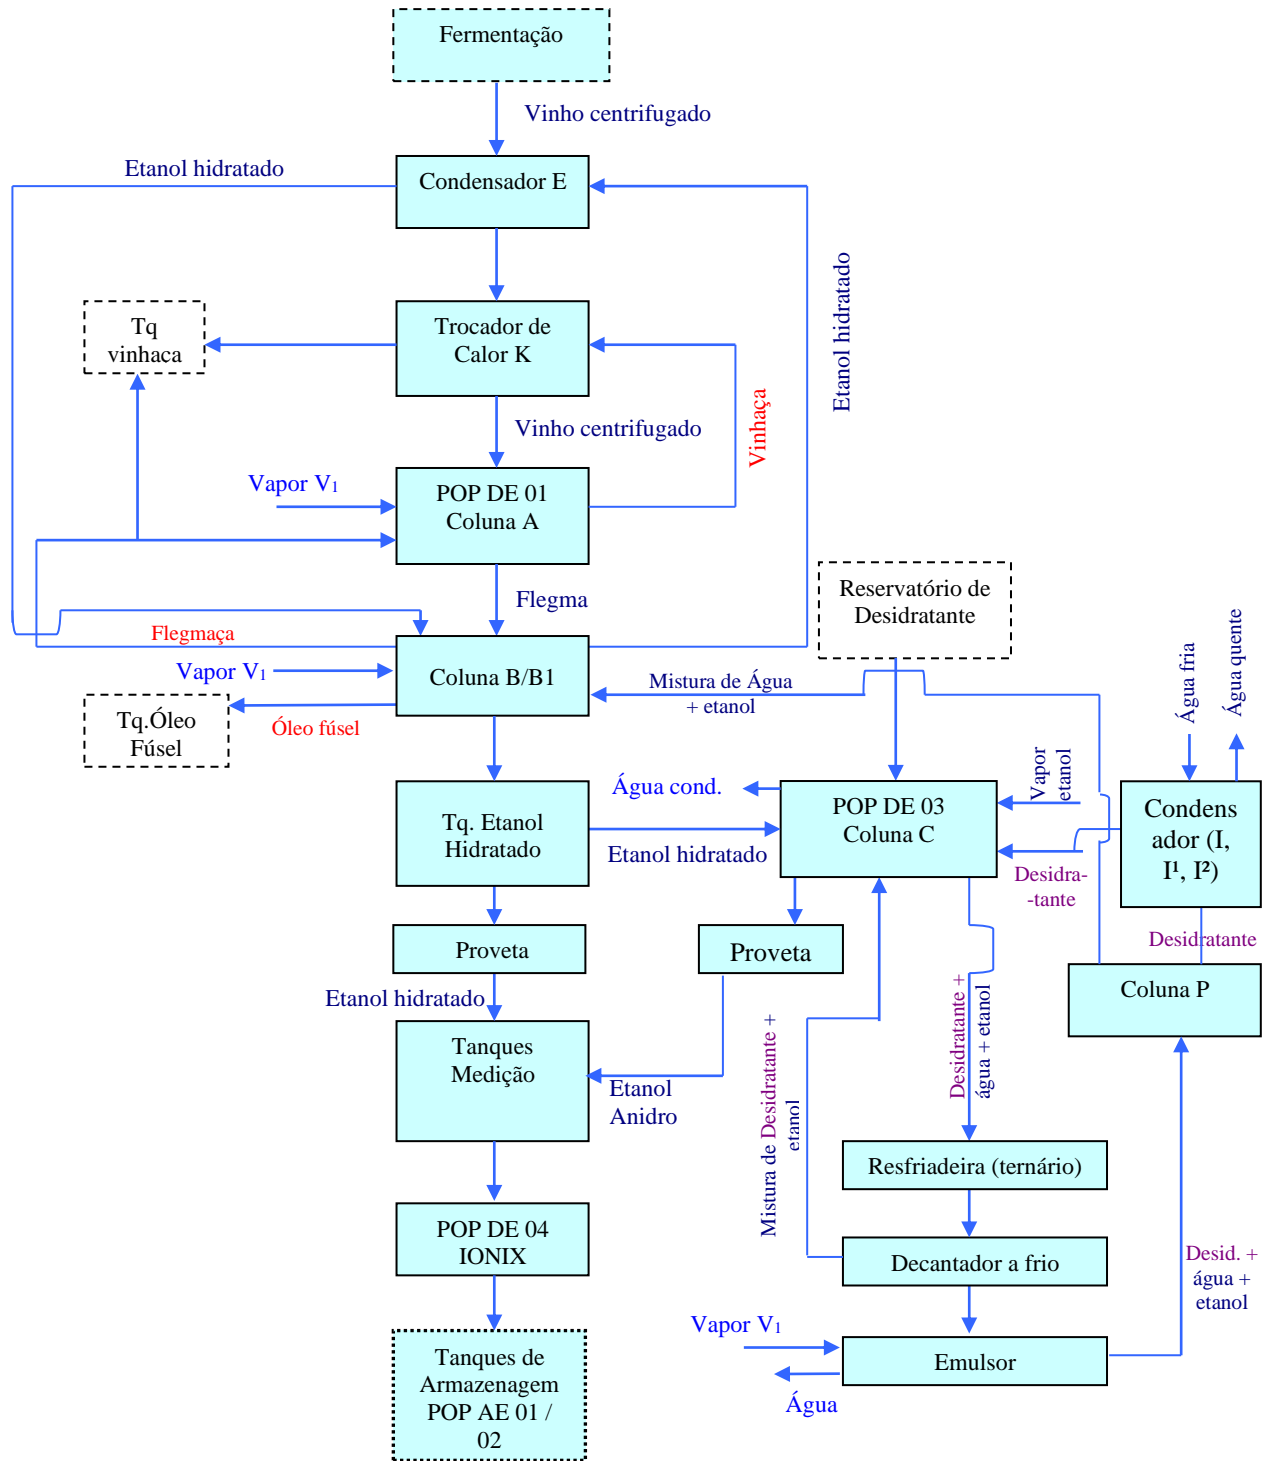 Fermentação
Vinho centrifugado
Etanol hidratado
Condensador E
Etanol hidratado
Tq
vinhaca
Trocador de
Calor K
Vinhaça
Vinho centrifugado
Vapor V₁
POP DE 01
Coluna A
Flegma
Reservatório de
Desidratante
Flegmaça
Vapor V₁
Coluna B/B1
Mistura de Água
+ etanol
Água fria
Água quente
Tq.Óleo
Fúsel
Óleo fúsel
Água cond.
Tq. Etanol
Hidratado
Etanol hidratado
POP DE 03
Coluna C
Vapor
etanol
Desidra-
-tante
Condens
ador (I,
I¹, I²)
Desidratante
Proveta
Proveta
Coluna P
Etanol hidratado
Tanques
Medição
Etanol
Anidro
Mistura de Desidratante +
etanol
Desidratante +
água + etanol
Resfriadeira (ternário)
POP DE 04
IONIX
Decantador a frio
Desid. +
água +
etanol
Vapor V₁
Emulsor
Água
Tanques de
Armazenagem
POP AE 01 /
02